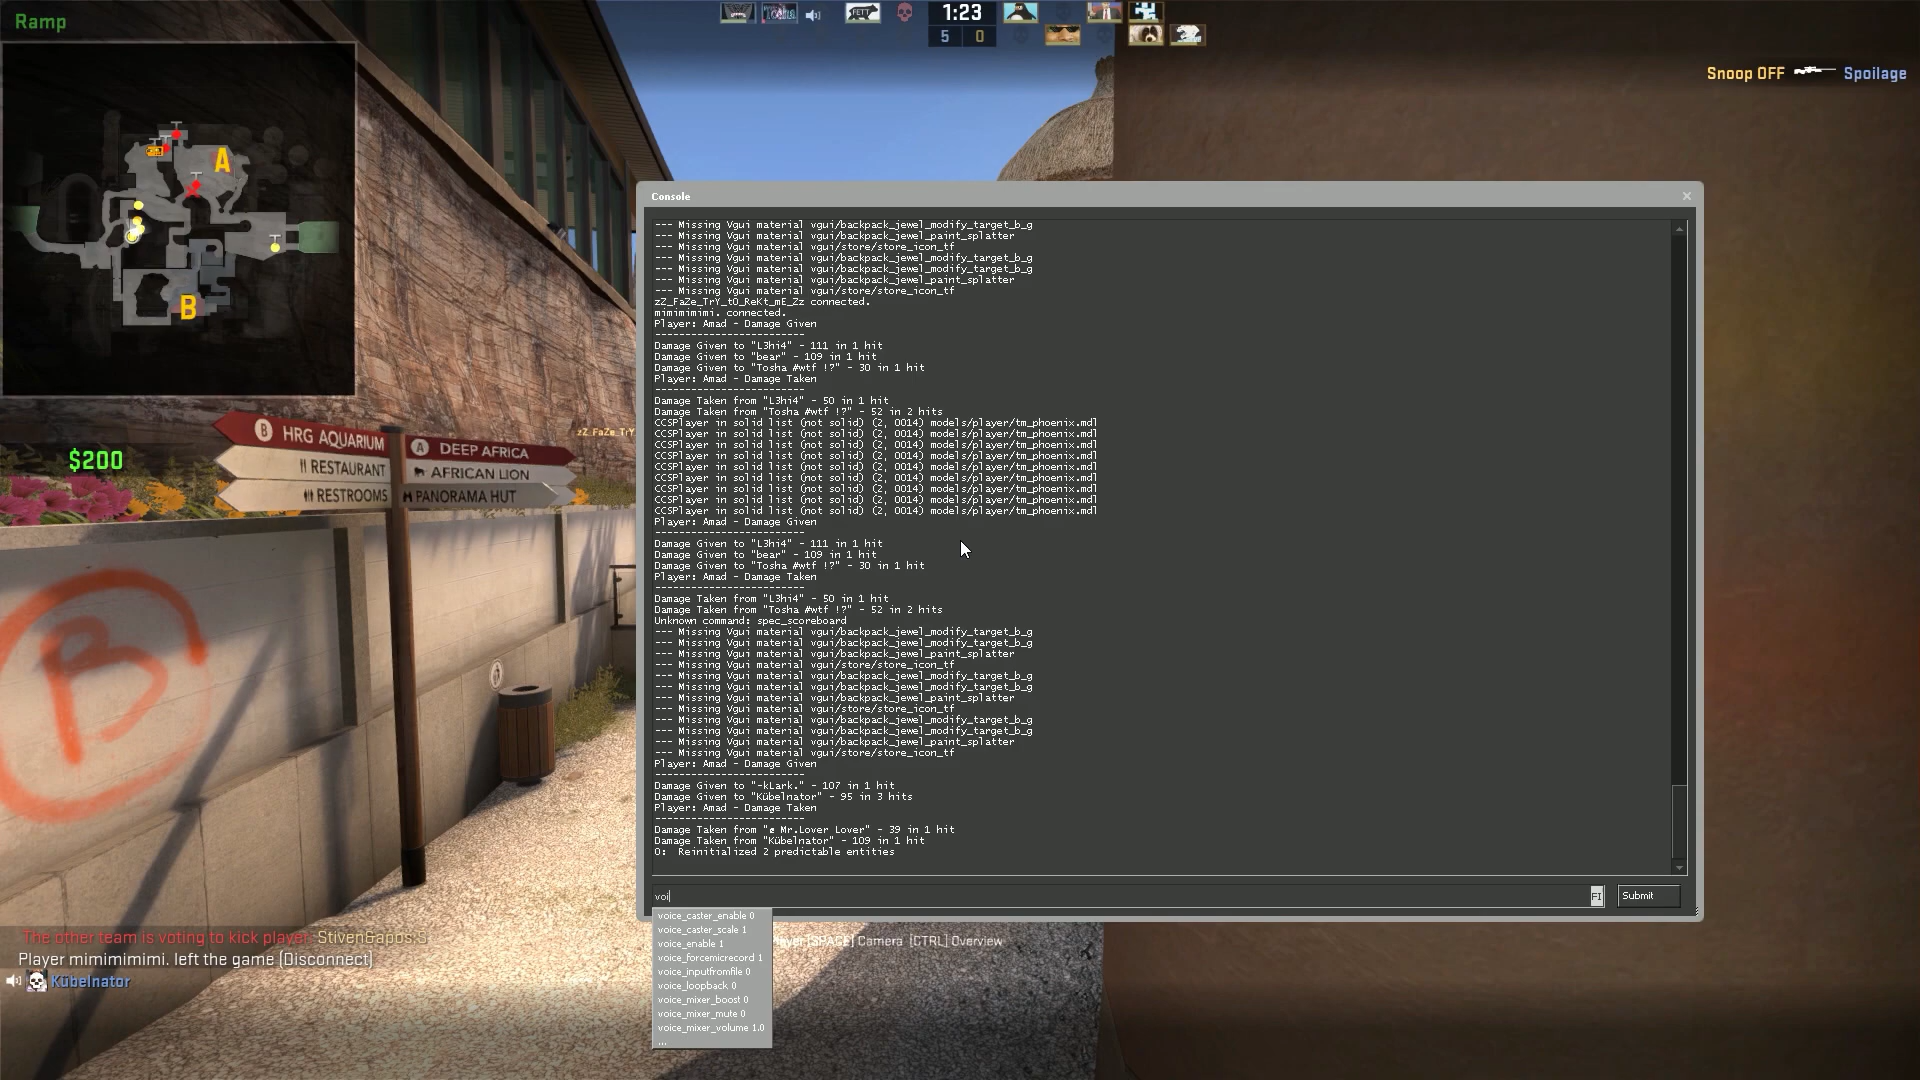 Ramp
1:23
5 0
Snoop OFF Spoilage
A
B
$200
B HRG AQUARIUM
RESTAURANT
RESTROOMS
A DEEP AFRICA
AFRICAN LION
PANORAMA HUT
zZ_FaZe_TrY
B
Console
--- Missing Vgui material vgui/backpack_jewel_modify_target_b_g
--- Missing Vgui material vgui/backpack_jewel_paint_splatter
--- Missing Vgui material vgui/store/store_icon_tf
--- Missing Vgui material vgui/backpack_jewel_modify_target_b_g
--- Missing Vgui material vgui/backpack_jewel_modify_target_b_g
--- Missing Vgui material vgui/backpack_jewel_paint_splatter
--- Missing Vgui material vgui/store/store_icon_tf
zZ_FaZe_TrY_tO_ReKt_mE_Zz connected.
mimimimimi. connected.
Player: Amad - Damage Given
-------------------------
Damage Given to "L3hi4" - 111 in 1 hit
Damage Given to "bear" - 109 in 1 hit
Damage Given to "Tosha #wtf !?" - 30 in 1 hit
Player: Amad - Damage Taken
-------------------------
Damage Taken from "L3hi4" - 50 in 1 hit
Damage Taken from "Tosha #wtf !?" - 52 in 2 hits
CCSPlayer in solid list (not solid) (2, 0014) models/player/tm_phoenix.mdl
CCSPlayer in solid list (not solid) (2, 0014) models/player/tm_phoenix.mdl
CCSPlayer in solid list (not solid) (2, 0014) models/player/tm_phoenix.mdl
CCSPlayer in solid list (not solid) (2, 0014) models/player/tm_phoenix.mdl
CCSPlayer in solid list (not solid) (2, 0014) models/player/tm_phoenix.mdl
CCSPlayer in solid list (not solid) (2, 0014) models/player/tm_phoenix.mdl
CCSPlayer in solid list (not solid) (2, 0014) models/player/tm_phoenix.mdl
CCSPlayer in solid list (not solid) (2, 0014) models/player/tm_phoenix.mdl
CCSPlayer in solid list (not solid) (2, 0014) models/player/tm_phoenix.mdl
Player: Amad - Damage Given
-------------------------
Damage Given to "L3hi4" - 111 in 1 hit
Damage Given to "bear" - 109 in 1 hit
Damage Given to "Tosha #wtf !?" - 30 in 1 hit
Player: Amad - Damage Taken
-------------------------
Damage Taken from "L3hi4" - 50 in 1 hit
Damage Taken from "Tosha #wtf !?" - 52 in 2 hits
Unknown command: spec_scoreboard
--- Missing Vgui material vgui/backpack_jewel_modify_target_b_g
--- Missing Vgui material vgui/backpack_jewel_modify_target_b_g
--- Missing Vgui material vgui/backpack_jewel_paint_splatter
--- Missing Vgui material vgui/store/store_icon_tf
--- Missing Vgui material vgui/backpack_jewel_modify_target_b_g
--- Missing Vgui material vgui/backpack_jewel_modify_target_b_g
--- Missing Vgui material vgui/backpack_jewel_paint_splatter
--- Missing Vgui material vgui/store/store_icon_tf
--- Missing Vgui material vgui/backpack_jewel_modify_target_b_g
--- Missing Vgui material vgui/backpack_jewel_modify_target_b_g
--- Missing Vgui material vgui/backpack_jewel_paint_splatter
--- Missing Vgui material vgui/store/store_icon_tf
Player: Amad - Damage Given
-------------------------
Damage Given to "-kLark." - 107 in 1 hit
Damage Given to "Kübelnator" - 95 in 3 hits
Player: Amad - Damage Taken
-------------------------
Damage Taken from " Mr.Lover Lover" - 39 in 1 hit
Damage Taken from "Kübelnator" - 109 in 1 hit
0: Reinitialized 2 predictable entities
voi
FI
Submit
voice_caster_enable 0
voice_caster_scale 1
voice_enable 1
voice_forcemicrecord 1
voice_inputfromfile 0
voice_loopback 0
voice_mixer_boost 0
voice_mixer_mute 0
voice_mixer_volume 1.0
...
Player [SPACE] Camera [CTRL] Overview
The other team is voting to kick player: Stiven&apos;S
Player mimimimimi. left the game (Disconnect)
Kübelnator